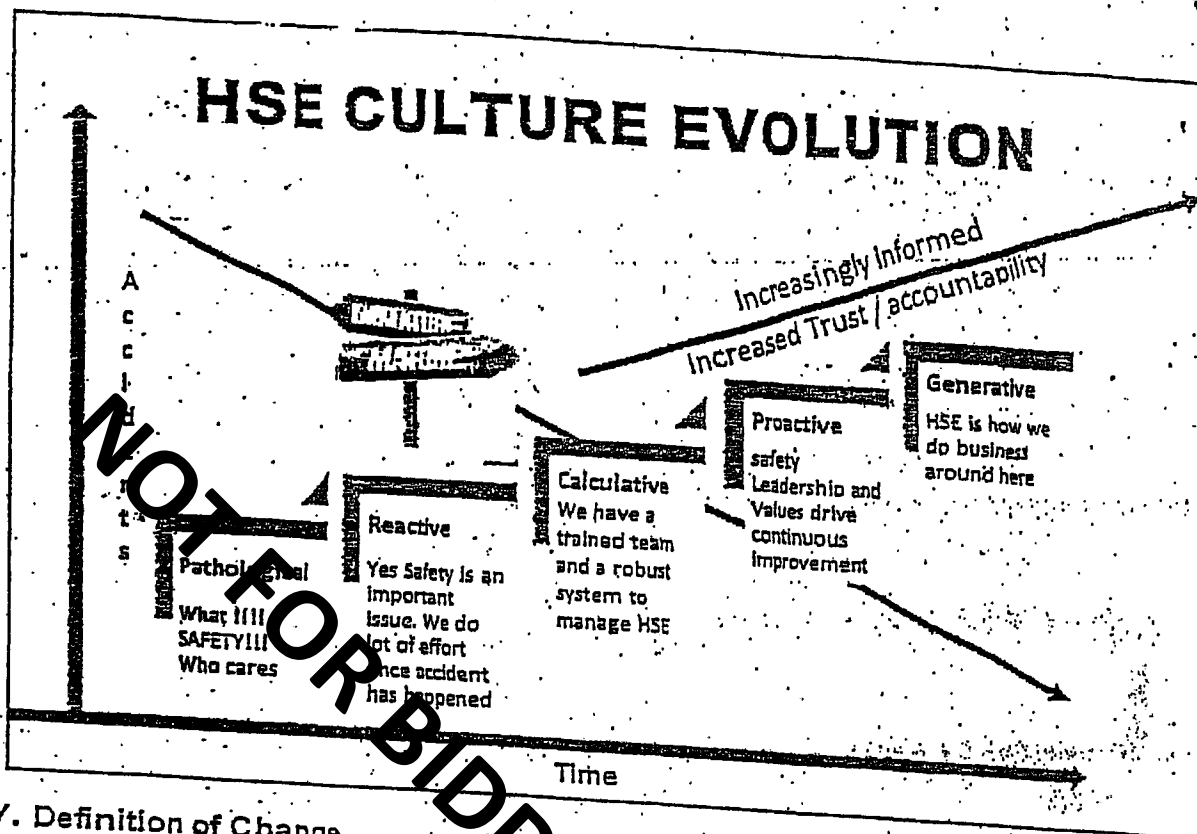 HSE CULTURE EVOLUTION
Increasingly Informed
Increased Trust / accountability
Generative
HSE is how we
do business
around here
Proactive
safety
Leadership and
Values drive
continuous
improvement
Calculative
We have a
trained team
and a robust
system to
manage HSE
Reactive
Yes Safety is an
important
issue. We do
lot of effort
accident
has happened
What !!!!
SAFETY!!!
Who cares
Time
NOT FOR BIDD
Definition of Change